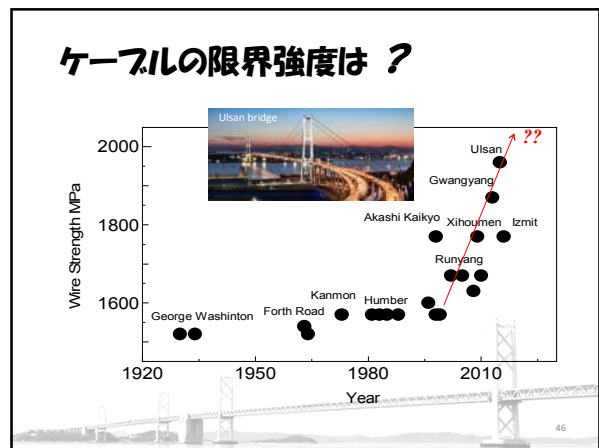 ケーブルの限界強度は ?
Ulsan bridge
??
2000
1800
1600
Wire Strength MPa
Ulsan
Gwangyang
Akashi Kaikyo
Xihoumen
Izmit
Runyang
Kanmon
Humber
Forth Road
George Washinton
1920
1950
1980
2010
Year
46